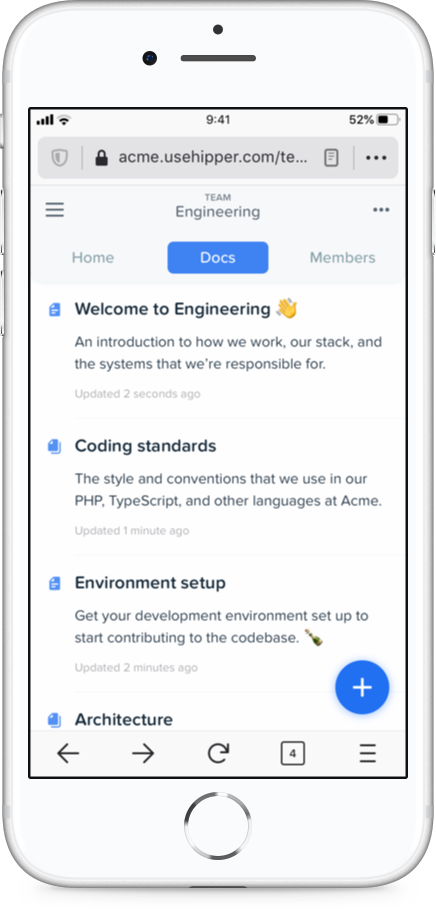 9:41
52%
acme.usehipper.com/te...
TEAM
Engineering
Home
Docs
Members
Welcome to Engineering 👋
An introduction to how we work, our stack, and
the systems that we’re responsible for.
Updated 2 seconds ago
Coding standards
The style and conventions that we use in our
PHP, TypeScript, and other languages at Acme.
Updated 1 minute ago
Environment setup
Get your development environment set up to
start contributing to the codebase. 🍾
Updated 2 minutes ago
Architecture
4